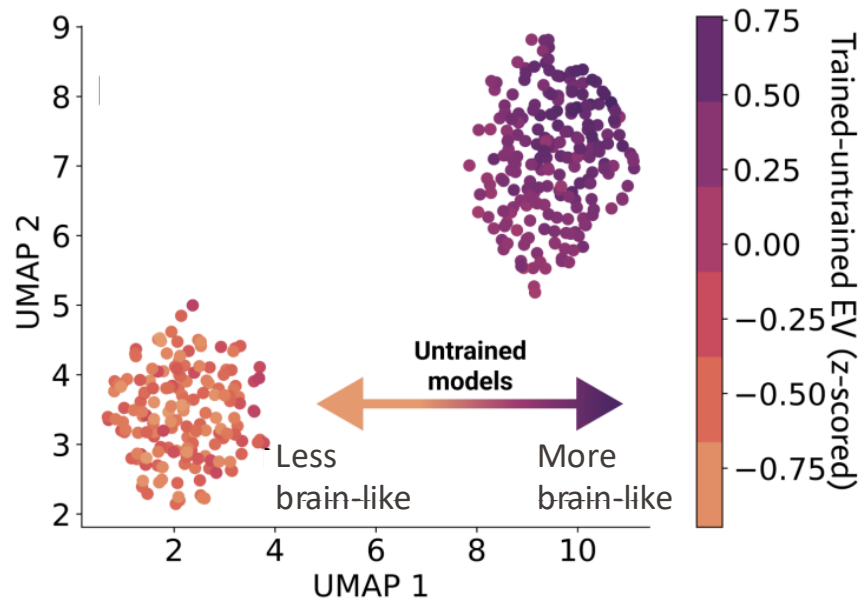 9
8
7
6
5
4
3
2
UMAP 2
2
4
6
8
10
UMAP 1
Untrained
models
Less
brain-like
More
brain-like
0.75
0.50
0.25
0.00
−0.25
−0.50
−0.75
Trained-untrained EV (z-scored)